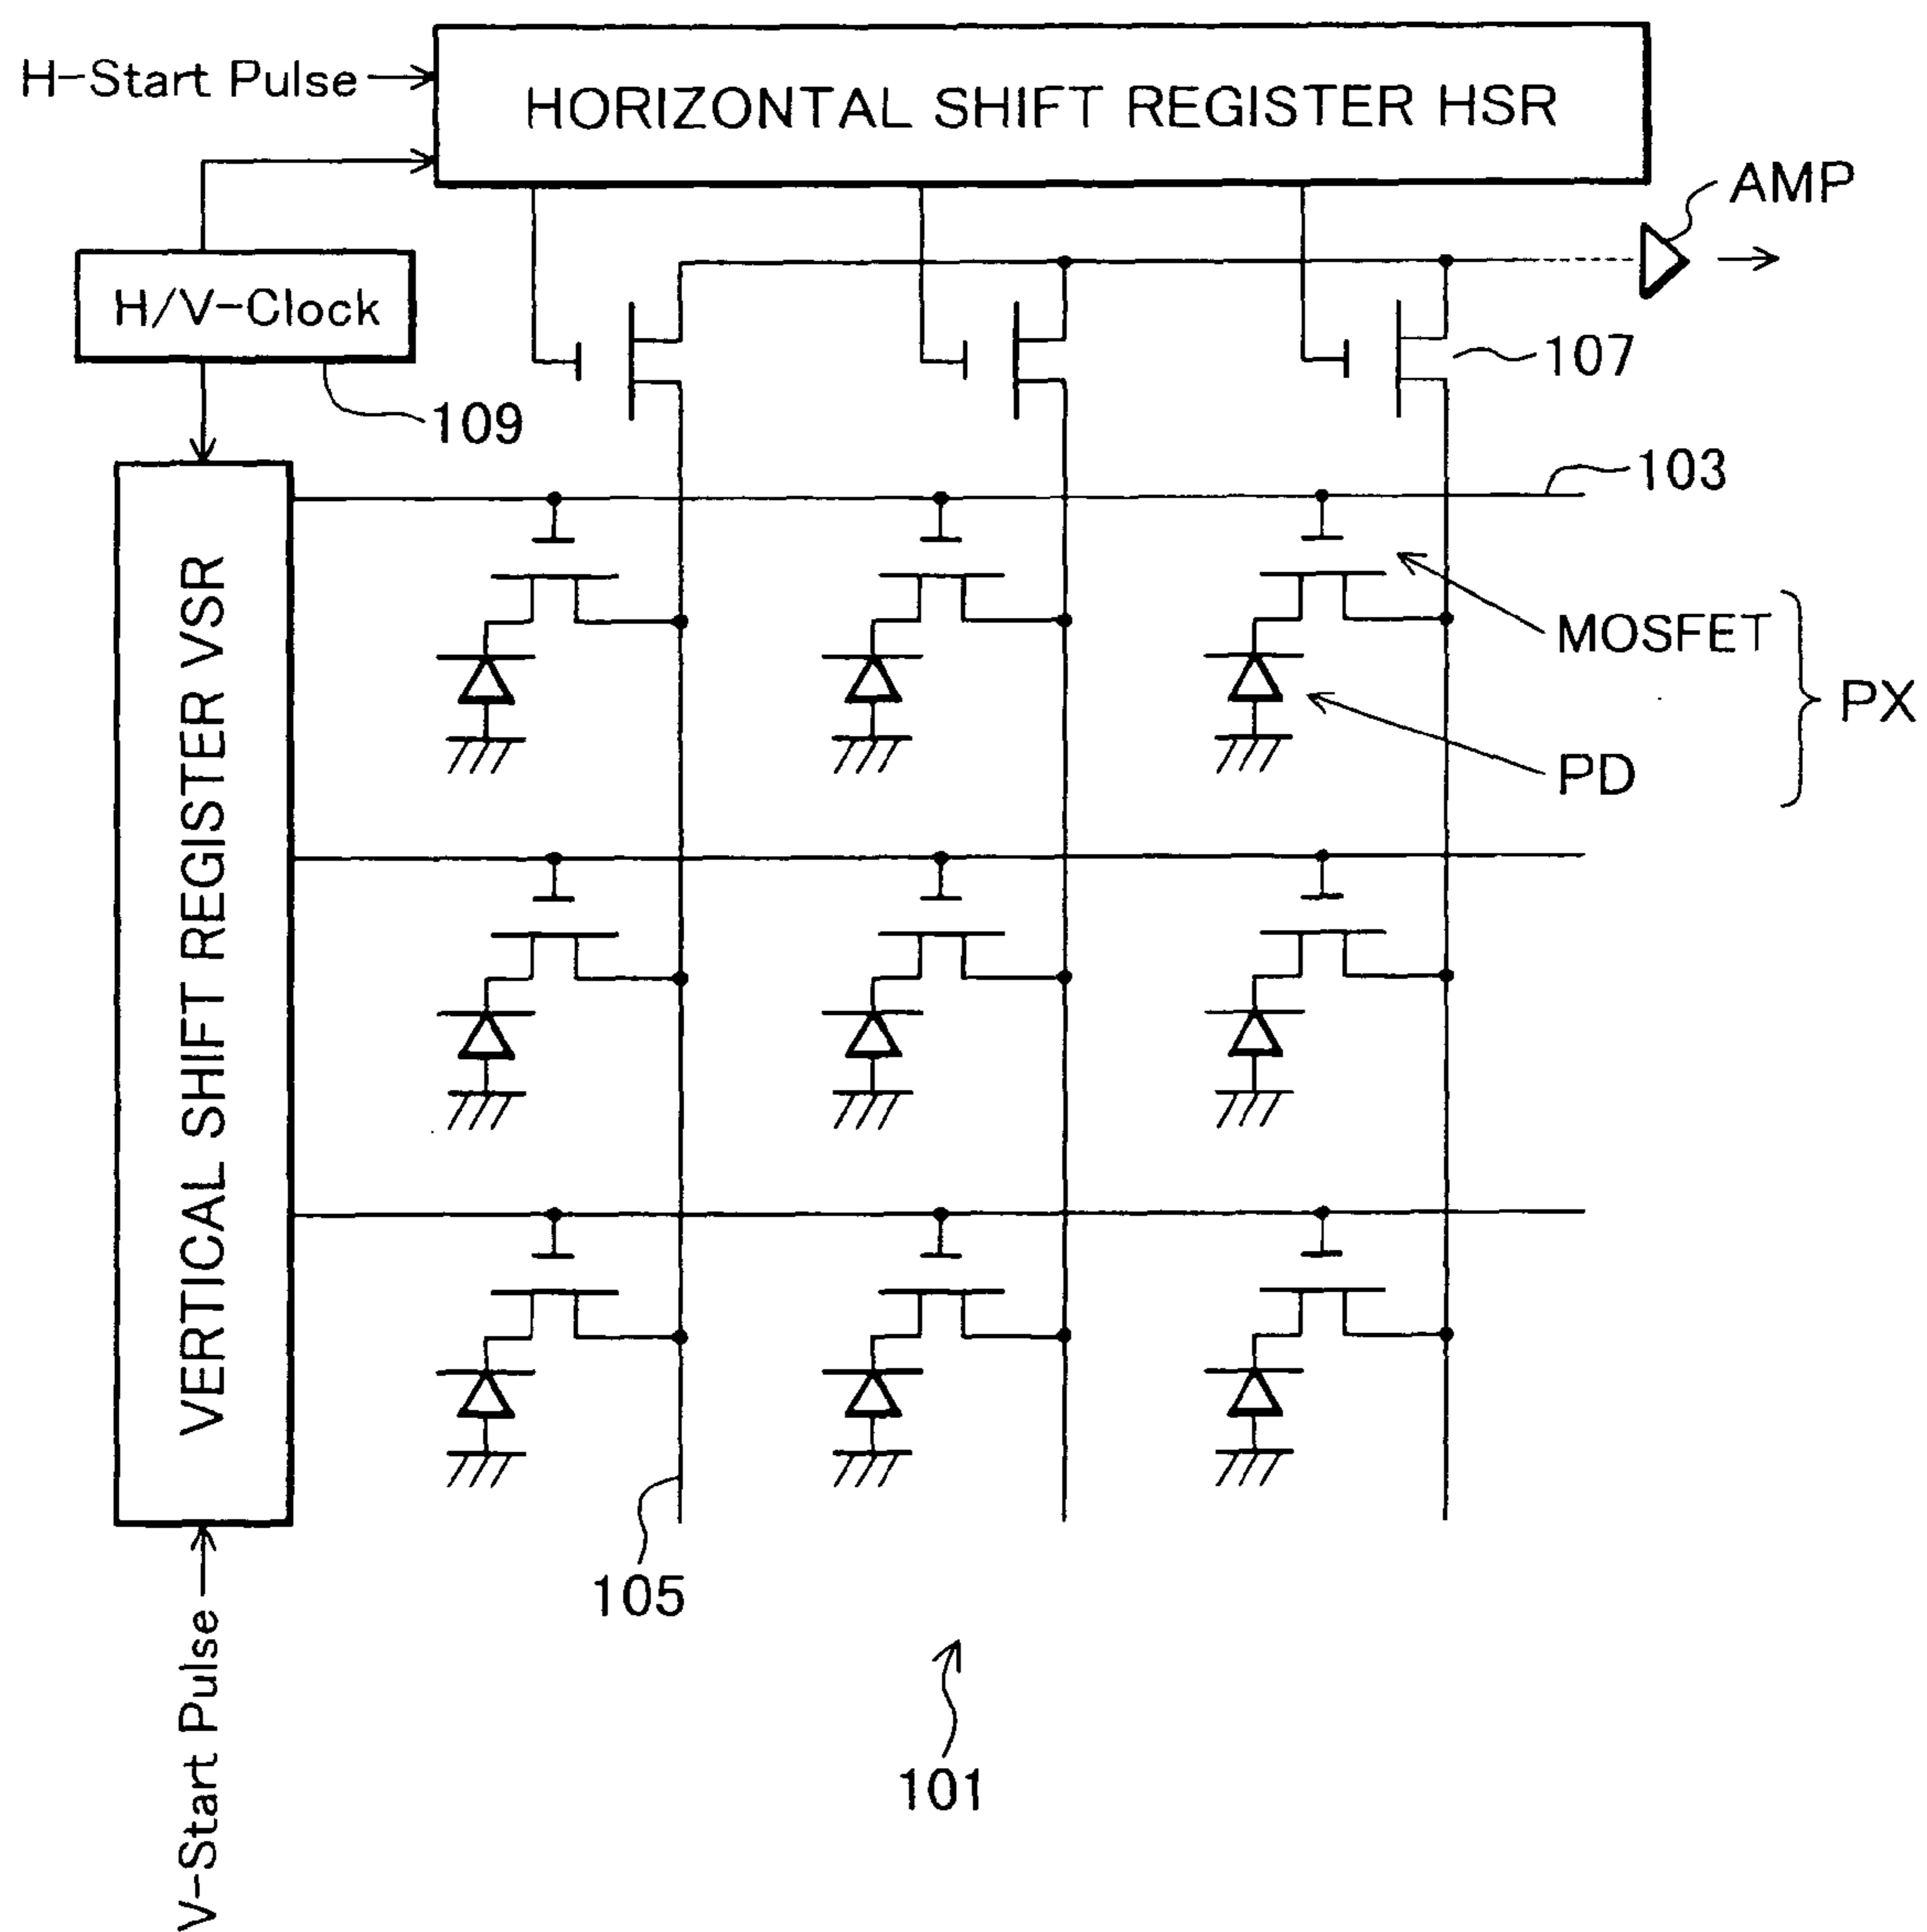 H-Start Pulse
HORIZONTAL SHIFT REGISTER HSR
AMP
H/V-Clock
107
109
103
VERTICAL SHIFT REGISTER VSR
MOSFET
PX
PD
105
V-Start Pulse
101